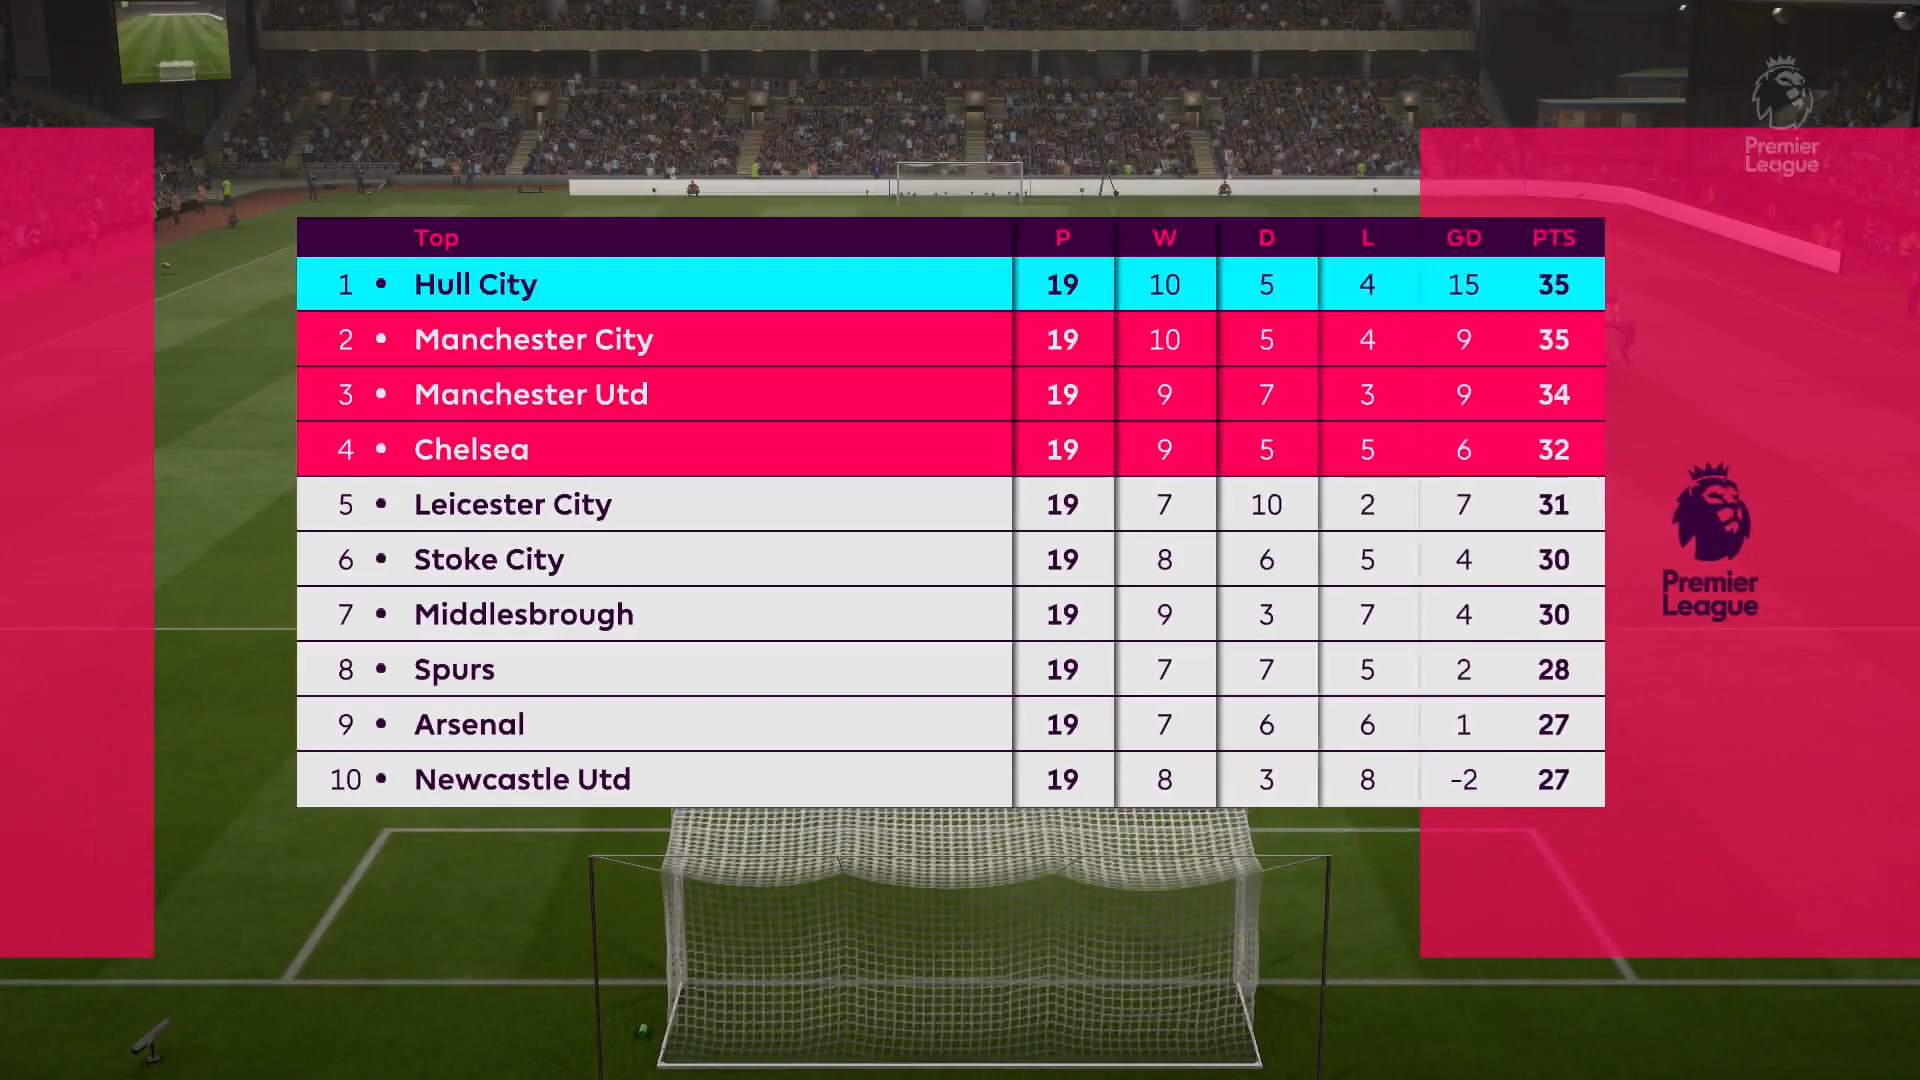 Premier
League
Top P W D L GD PTS
1 • Hull City 19 10 5 4 15 35
2 • Manchester City 19 10 5 4 9 35
3 • Manchester Utd 19 9 7 3 9 34
4 • Chelsea 19 9 5 5 6 32
5 • Leicester City 19 7 10 2 7 31
6 • Stoke City 19 8 6 5 4 30
7 • Middlesbrough 19 9 3 7 4 30
8 • Spurs 19 7 7 5 2 28
9 • Arsenal 19 7 6 6 1 27
10 • Newcastle Utd 19 8 3 8 -2 27
Premier
League